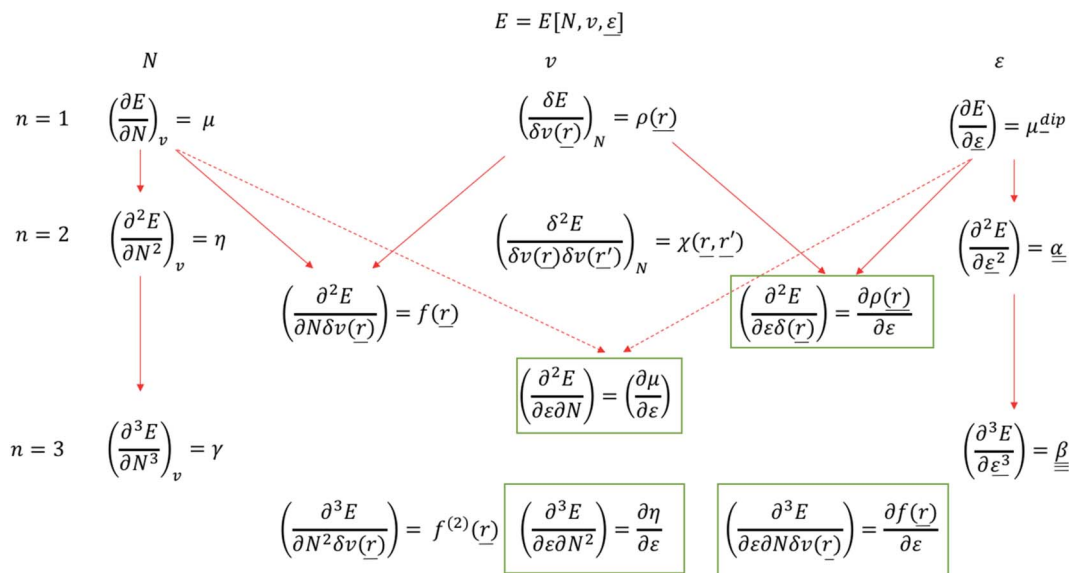 E = E[N, v, ε]
N v ε
n = 1 (∂E/∂N)_v = μ (δE/δv(r))_N = ρ(r) (∂E/∂ε) = μ^dip
n = 2 (∂²E/∂N²)_v = η (δ²E/δv(r)δv(r′))_N = χ(r, r′) (∂²E/∂ε²) = α
(∂²E/∂Nδv(r)) = f(r) (∂²E/∂εδ(r)) = ∂ρ(r)/∂ε
(∂²E/∂ε∂N) = (∂μ/∂ε)
n = 3 (∂³E/∂N³)_v = γ (∂³E/∂ε³) = β
(∂³E/∂N²δv(r)) = f⁽²⁾(r) (∂³E/∂ε∂N²) = ∂η/∂ε (∂³E/∂ε∂Nδv(r)) = ∂f(r)/∂ε